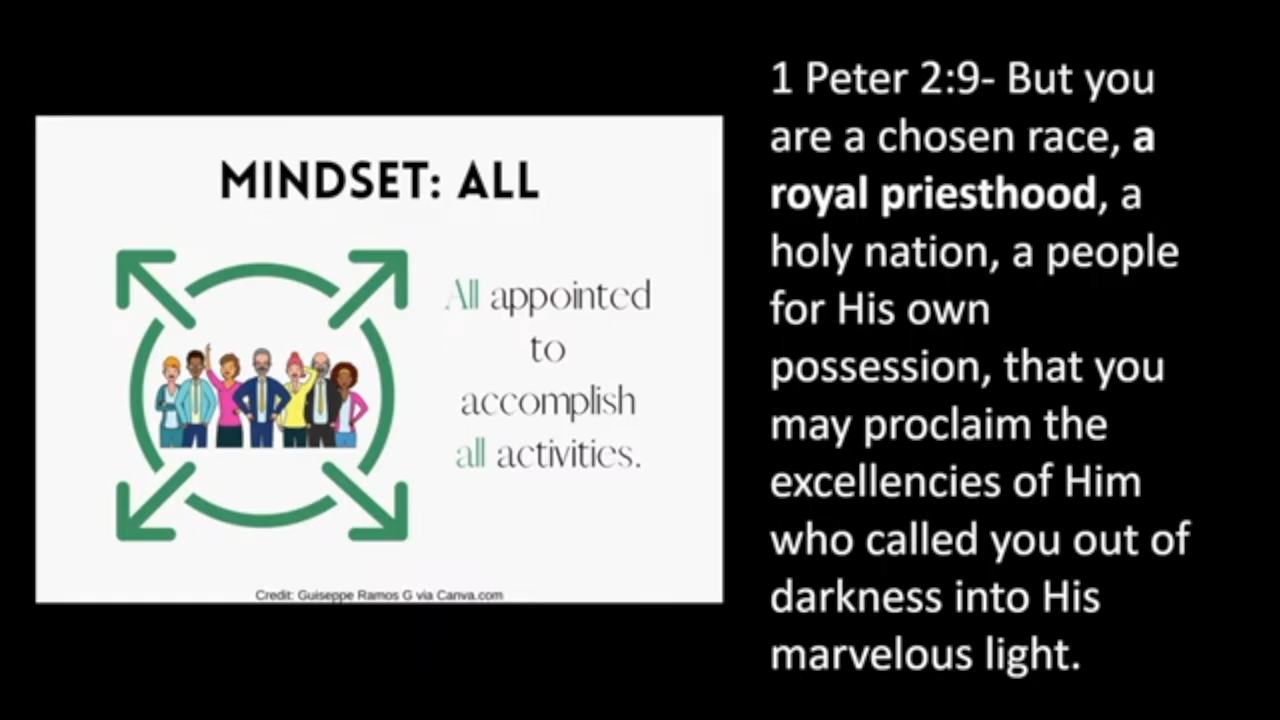 MINDSET: ALL
All appointed
to
accomplish
all activities.
Credit: Guiseppe Ramos G via Canva.com
1 Peter 2:9- But you
are a chosen race, a
royal priesthood, a
holy nation, a people
for His own
possession, that you
may proclaim the
excellencies of Him
who called you out of
darkness into His
marvelous light.